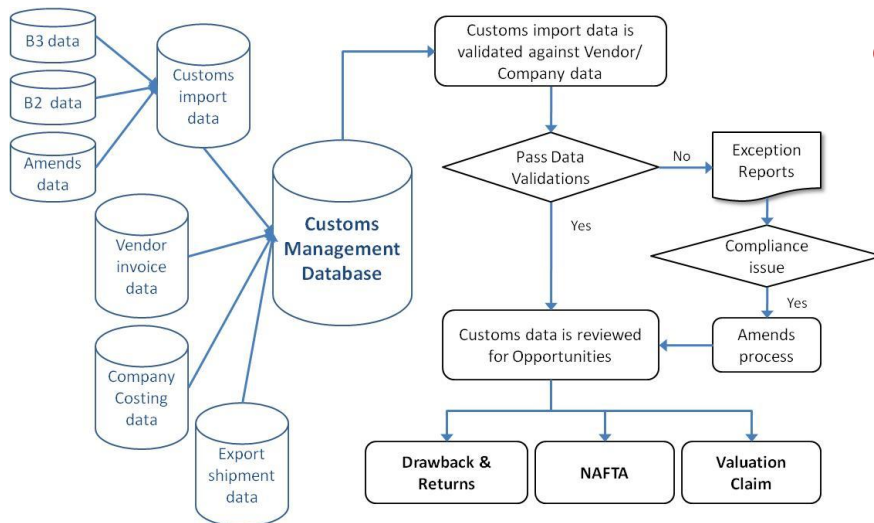 B3 data
B2 data
Amends
data
Customs
import
data
Vendor
invoice
data
Company
Costing
data
Export
shipment
data
Customs
Management
Database
Customs import data is
validated against Vendor/
Company data
Pass Data
Validations
No
Exception
Reports
Yes
Compliance
issue
Yes
Customs data is reviewed
for Opportunities
Amends
process
Drawback &
Returns
NAFTA
Valuation
Claim